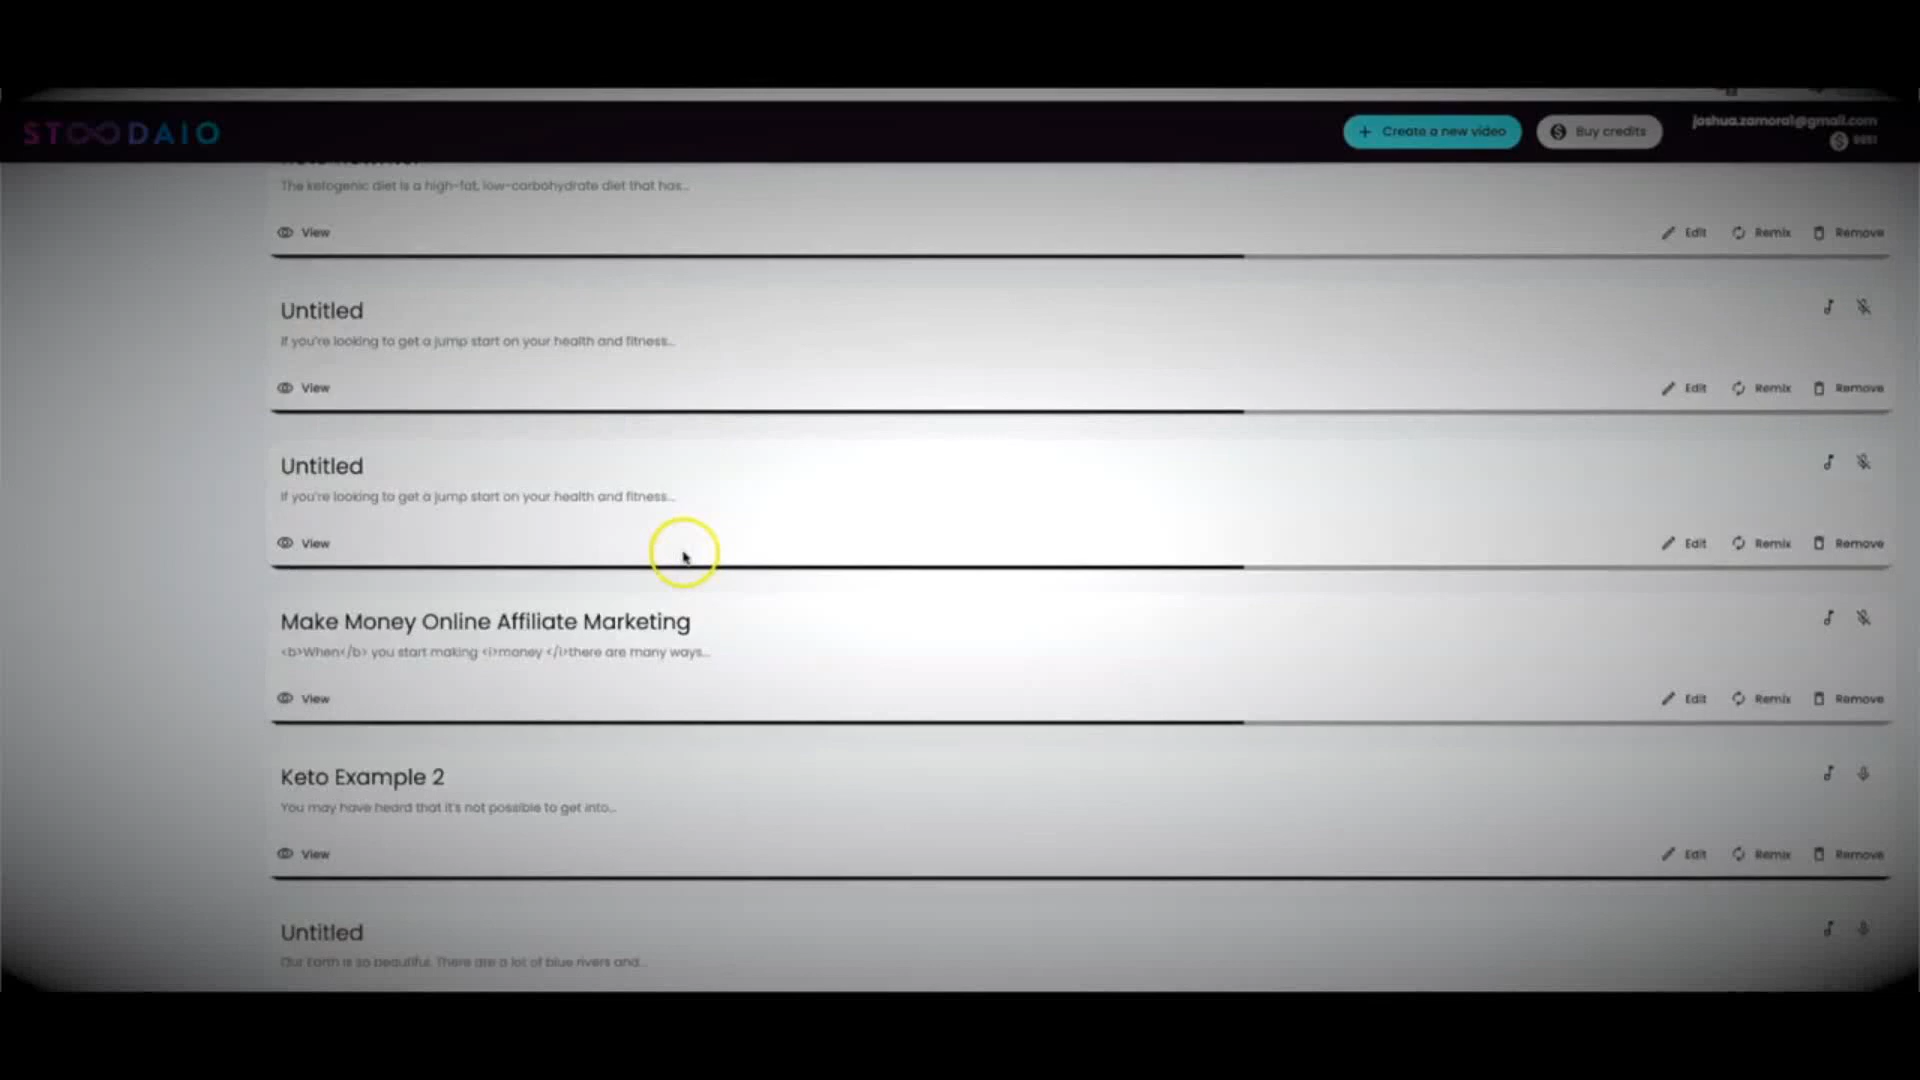 STOODAIO
+ Create a new video
Buy credits
joshua.zamora1@gmail.com
9851
The ketogenic diet is a high-fat, low-carbohydrate diet that has...
View
Edit
Remix
Remove
Untitled
If you're looking to get a jump start on your health and fitness...
View
Edit
Remix
Remove
Untitled
If you're looking to get a jump start on your health and fitness...
View
Edit
Remix
Remove
Make Money Online Affiliate Marketing
<b>When</b> you start making <i>money </i>there are many ways...
View
Edit
Remix
Remove
Keto Example 2
You may have heard that it's not possible to get into...
View
Edit
Remix
Remove
Untitled
Our Earth is so beautiful. There are a lot of blue rivers and...